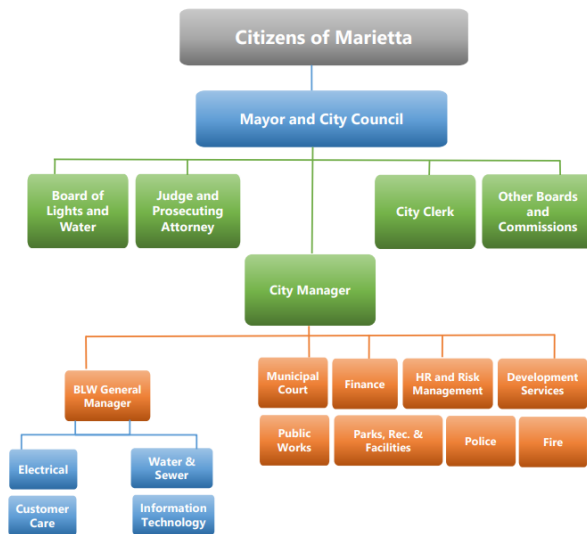 Citizens of Marietta
Mayor and City Council
Board of
Lights and
Water
Judge and
Prosecuting
Attorney
City Clerk
Other Boards
and
Commissions
City Manager
BLW General
Manager
Municipal
Court
Finance
HR and Risk
Management
Development
Services
Public
Works
Parks, Rec. &
Facilities
Police
Fire
Electrical
Water &
Sewer
Customer
Care
Information
Technology